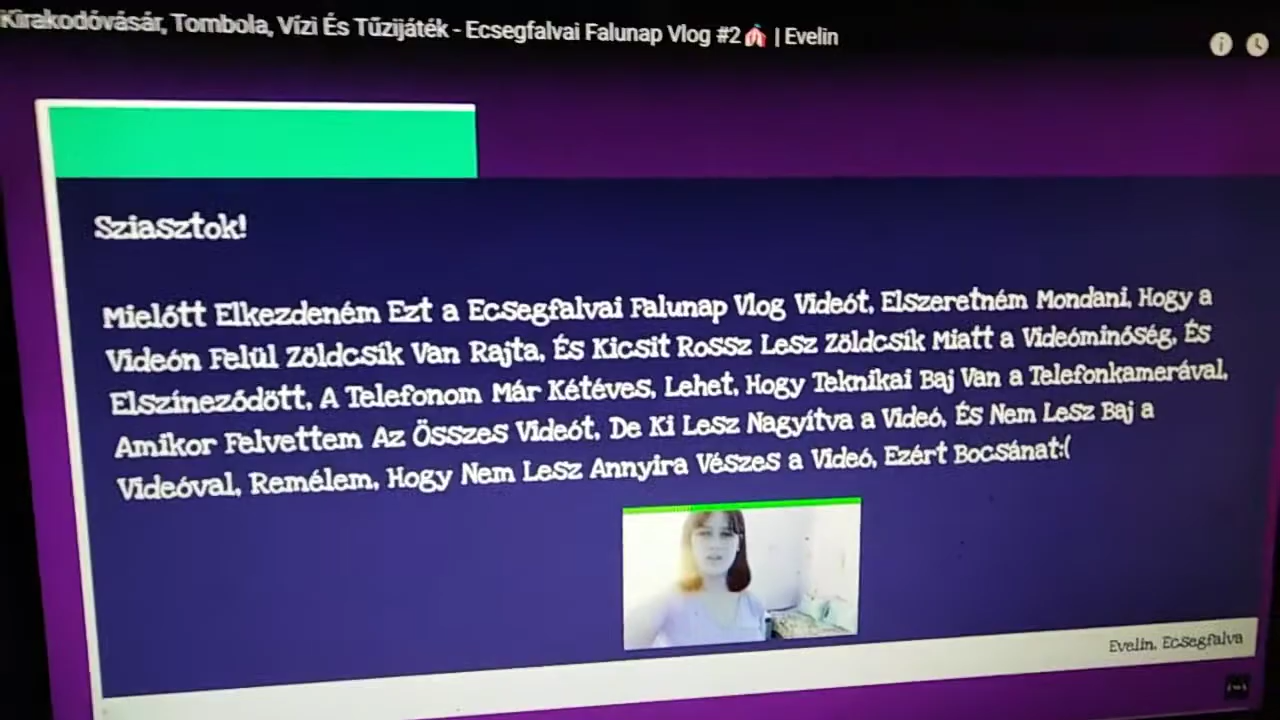 Kirakodóvásár, Tombola, Vízi És Tűzijáték - Ecsegfalvai Falunap Vlog #2🎪 | Evelin
Sziasztok!
Mielőtt Elkezdeném Ezt a Ecsegfalvai Falunap Vlog Videót, Elszeretném Mondani, Hogy a
Videón Felül Zöldcsík Van Rajta, És Kicsit Rossz Lesz Zöldcsík Miatt a Videóminőség, És
Elszíneződött, A Telefonom Már Kétéves, Lehet, Hogy Teknikai Baj Van a Telefonkamerával,
Amikor Felvettem Az Összes Videót, De Ki Lesz Nagyítva a Videó, És Nem Lesz Baj a
Videóval, Remélem, Hogy Nem Lesz Annyira Vészes a Videó, Ezért Bocsánat:(
Evelin, Ecsegfalva